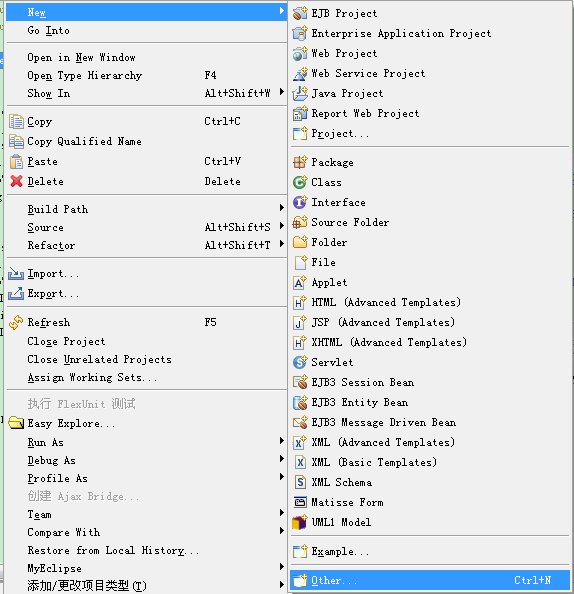 New
Go Into
Open in New Window
Open Type Hierarchy F4
Show In Alt+Shift+W
Copy Ctrl+C
Copy Qualified Name
Paste Ctrl+V
Delete Delete
Build Path
Source Alt+Shift+S
Refactor Alt+Shift+T
Import...
Export...
Refresh F5
Close Project
Close Unrelated Projects
Assign Working Sets...
执行 FlexUnit 测试
Easy Explore...
Run As
Debug As
Profile As
创建 Ajax Bridge...
Team
Compare With
Restore from Local History...
MyEclipse
添加/更改项目类型(T)
EJB Project
Enterprise Application Project
Web Project
Web Service Project
Java Project
Report Web Project
Project...
Package
Class
Interface
Source Folder
Folder
File
Applet
HTML (Advanced Templates)
JSP (Advanced Templates)
XHTML (Advanced Templates)
Servlet
EJB3 Session Bean
EJB3 Entity Bean
EJB3 Message Driven Bean
XML (Advanced Templates)
XML (Basic Templates)
XML Schema
Matisse Form
UML1 Model
Example...
Other... Ctrl+N